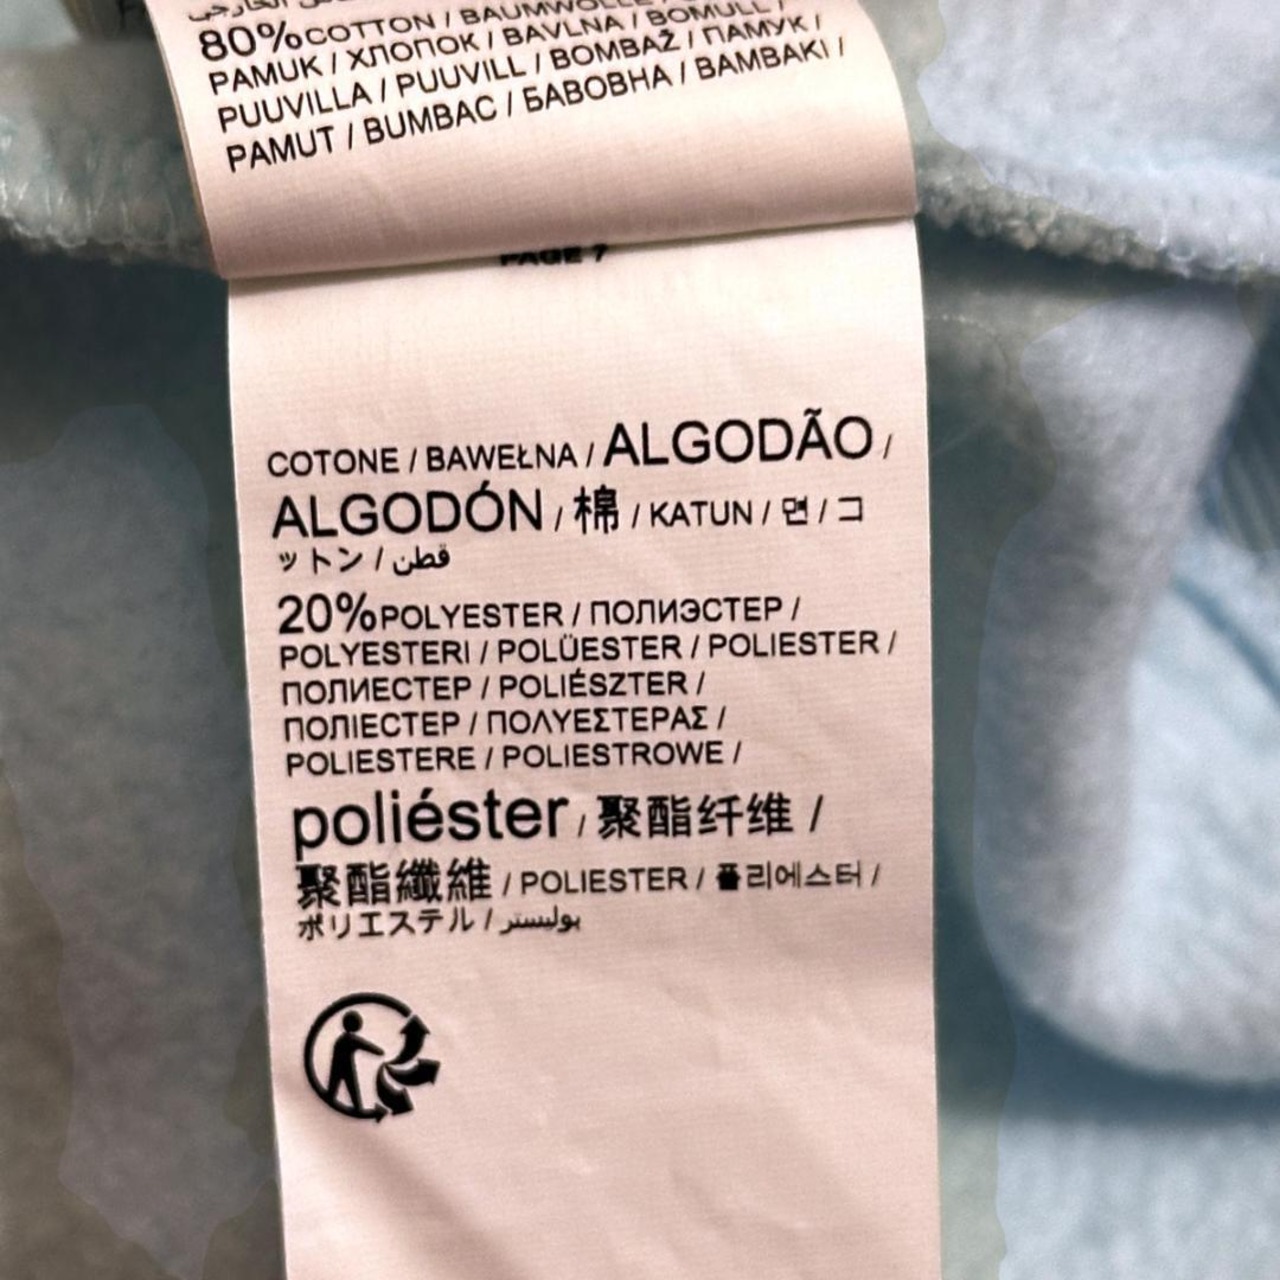 80%COTTON / BAUMWOLLE /
PAMUK / ХЛОПОК / BAVLNA / BOMULL /
PUUVILLA / PUUVILL / BOMBAŽ / ПАМУК /
PAMUT / BUMBAC / БАВОВНА / BAMBAKI /
PAGE 7
COTONE / BAWEŁNA / ALGODÃO /
ALGODÓN / 棉 / KATUN / 면 / コ
ットン / قطن
20%POLYESTER / ПОЛИЭСТЕР /
POLYESTERI / POLÜESTER / POLIESTER /
ПОЛИЕСТЕР / POLIÉSZTER /
ПОЛІЕСТЕР / ΠΟΛΥΕΣΤΕΡΑΣ /
POLIESTERE / POLIESTROWE /
poliéster / 聚酯纤维 /
聚酯纖維 / POLIESTER / 폴리에스터 /
ポリエステル / بوليستر